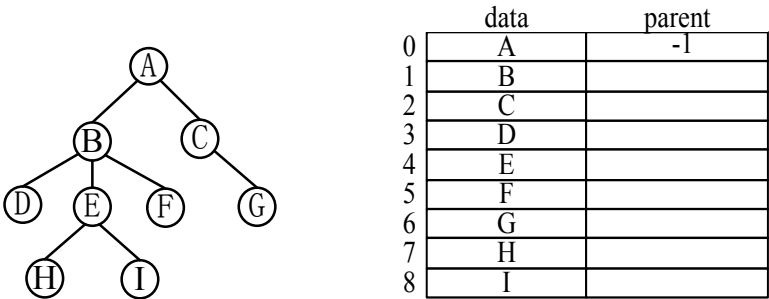 A
B C
D E F G
H I
data parent
0 A -1
1 B
2 C
3 D
4 E
5 F
6 G
7 H
8 I